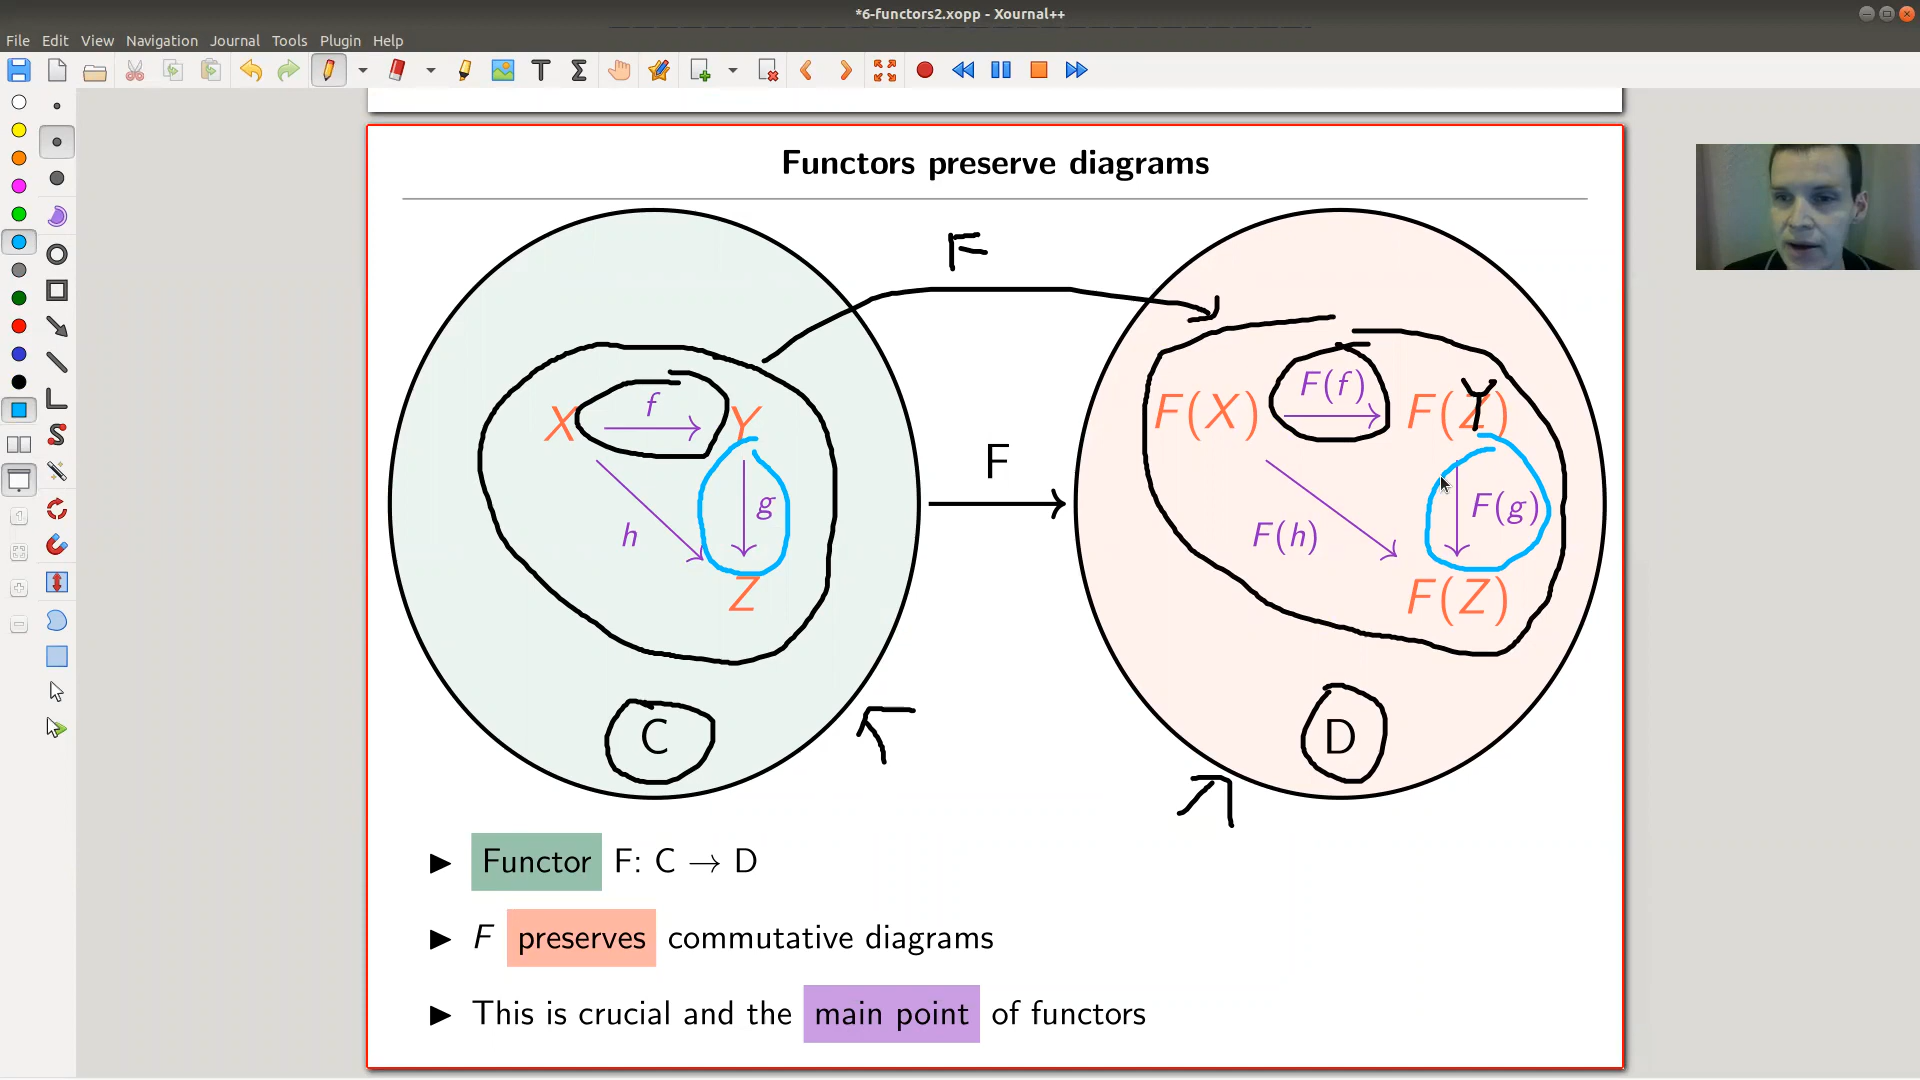 *6-functors2.xopp - Xournal++
File Edit View Navigation Journal Tools Plugin Help
Functors preserve diagrams
F
X f Y
F(X) F(f) F(Z) Y
F
h g
F(h) F(g)
Z
F(Z)
C
D
► Functor F: C → D
► F preserves commutative diagrams
► This is crucial and the main point of functors